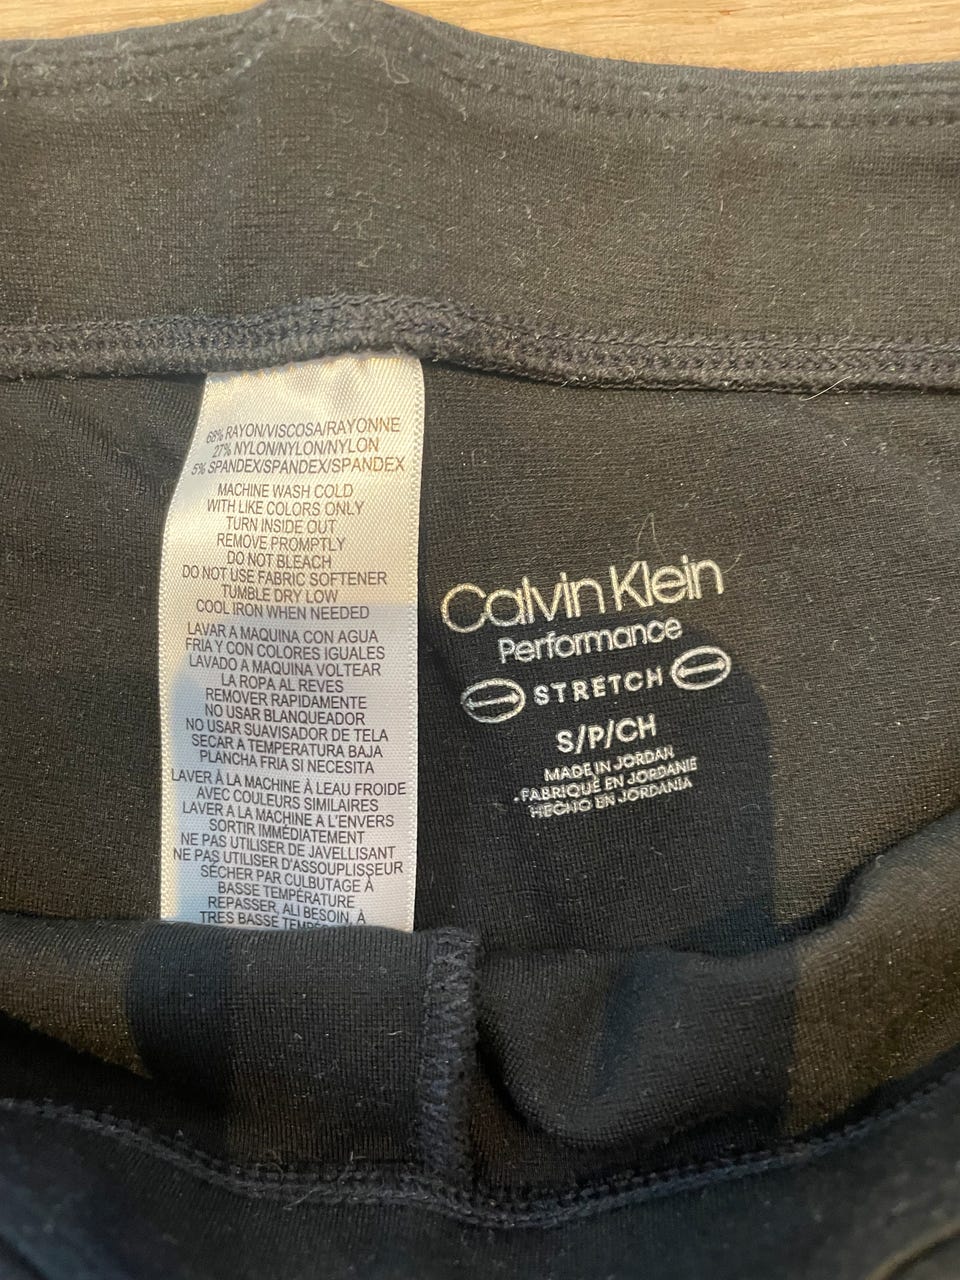 68% RAYON/VISCOSA/RAYONNE
27% NYLON/NYLON/NYLON
5% SPANDEX/SPANDEX/SPANDEX
MACHINE WASH COLD
WITH LIKE COLORS ONLY
TURN INSIDE OUT
REMOVE PROMPTLY
DO NOT BLEACH
DO NOT USE FABRIC SOFTENER
TUMBLE DRY LOW
COOL IRON WHEN NEEDED
LAVAR A MAQUINA CON AGUA
FRIA Y CON COLORES IGUALES
LAVADO A MAQUINA VOLTEAR
LA ROPA AL REVES
REMOVER RAPIDAMENTE
NO USAR BLANQUEADOR
NO USAR SUAVISADOR DE TELA
SECAR A TEMPERATURA BAJA
PLANCHA FRIA SI NECESITA
LAVER À LA MACHINE À LEAU FROIDE
AVEC COULEURS SIMILAIRES
LAVER A LA MACHINE A L'ENVERS
SORTIR IMMÉDIATEMENT
NE PAS UTILISER DE JAVELLISANT
NE PAS UTILISER D'ASSOUPLISSEUR
SÉCHER PAR CULBUTAGE À
BASSE TEMPÉRATURE
REPASSER, ALI BESOIN, À
TRES BASSE
Calvin Klein
Performance
STRETCH
S/P/CH
MADE IN JORDAN
FABRIQUÉ EN JORDANIE
HECHO EN JORDANIA